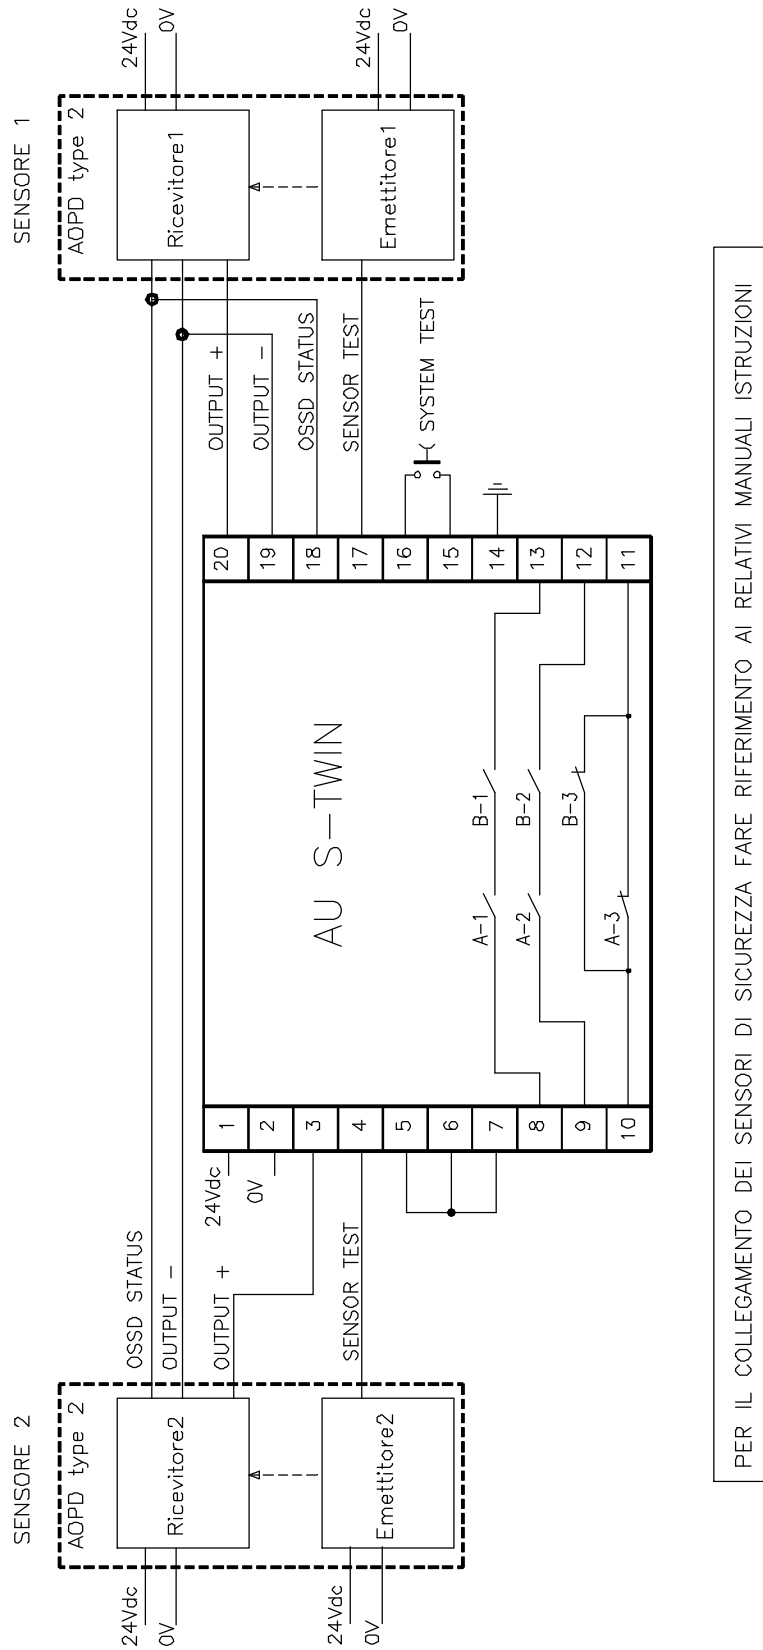 SENSORE 2
AOPD type 2
24Vdc
0V
Ricevitore2
24Vdc
0V
Emettitore2
OSSD STATUS
OUTPUT -
OUTPUT +
SENSOR TEST
24Vdc
0V
1
2
3
4
5
6
7
8
9
10
AU S-TWIN
A-1
B-1
A-2
B-2
B-3
A-3
20
19
18
17
16
15
14
13
12
11
OUTPUT +
OUTPUT -
OSSD STATUS
SENSOR TEST
SYSTEM TEST
SENSORE 1
AOPD type 2
Ricevitore1
24Vdc
0V
Emettitore1
24Vdc
0V
PER IL COLLEGAMENTO DEI SENSORI DI SICUREZZA FARE RIFERIMENTO AI RELATIVI MANUALI ISTRUZIONI